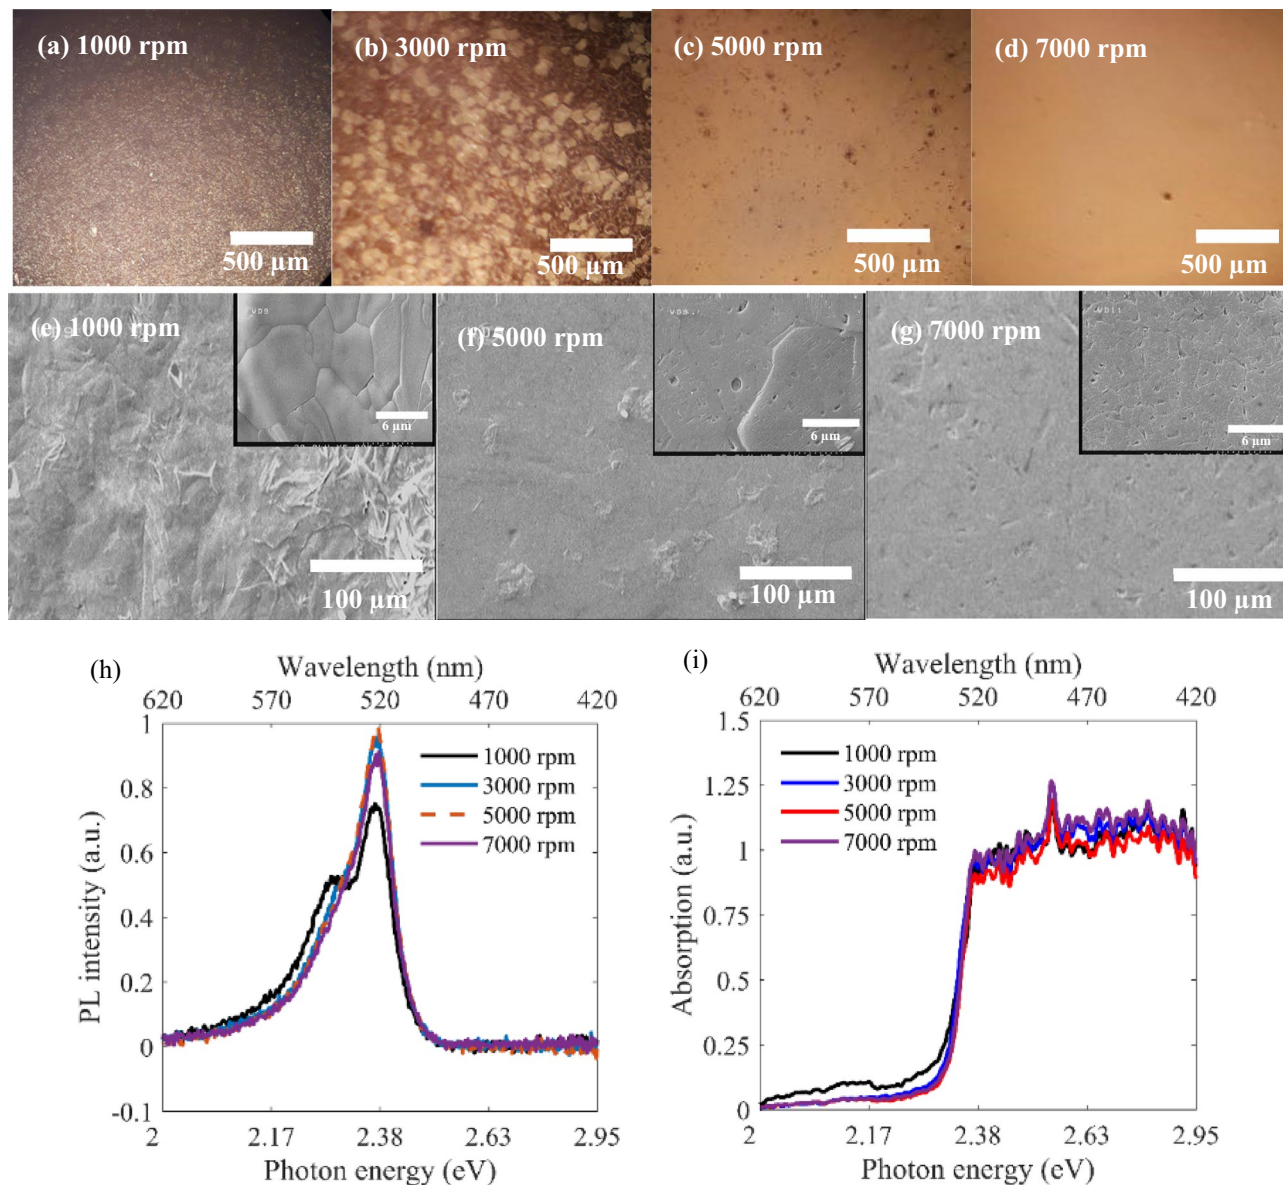 (a) 1000 rpm
500 µm
(b) 3000 rpm
500 µm
(c) 5000 rpm
500 µm
(d) 7000 rpm
500 µm
(e) 1000 rpm
6 µm
100 µm
(f) 5000 rpm
6 µm
100 µm
(g) 7000 rpm
WD11
6 µm
100 µm
(h)
Wavelength (nm)
620 570 520 470 420
1
0.8
0.6
0.4
0.2
0
-0.1
PL intensity (a.u.)
1000 rpm
3000 rpm
5000 rpm
7000 rpm
2 2.17 2.38 2.63 2.95
Photon energy (eV)
(i)
Wavelength (nm)
620 570 520 470 420
1.5
1.25
1
0.75
0.5
0.25
0
Absorption (a.u.)
1000 rpm
3000 rpm
5000 rpm
7000 rpm
2 2.17 2.38 2.63 2.95
Photon energy (eV)